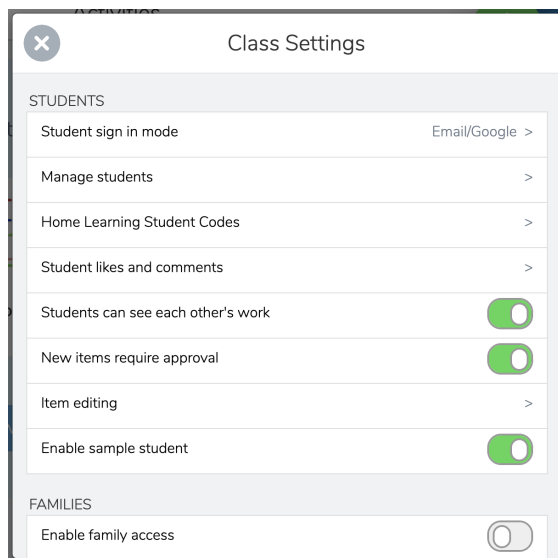 Activities
Class Settings
STUDENTS
Student sign in mode Email/Google >
Manage students >
Home Learning Student Codes >
Student likes and comments >
Students can see each other's work
New items require approval
Item editing >
Enable sample student
FAMILIES
Enable family access